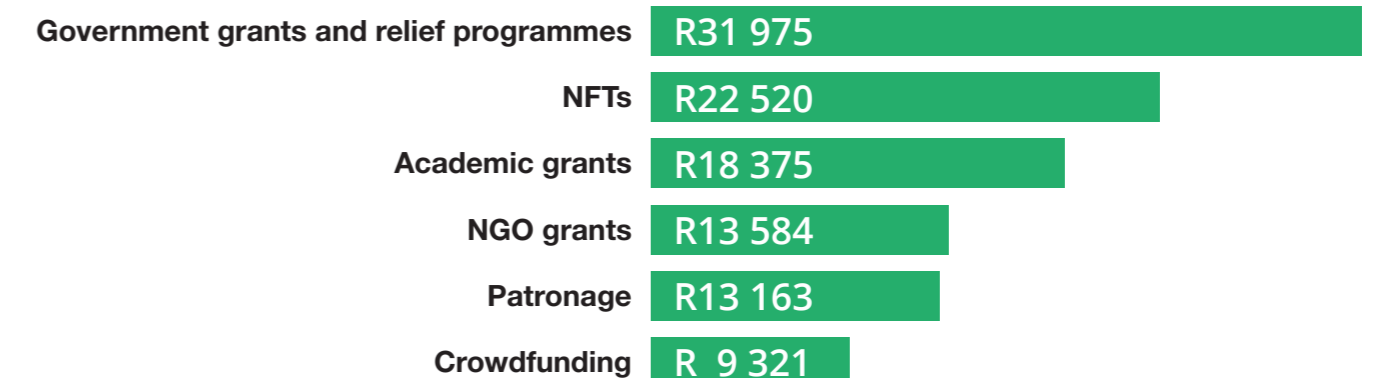 Government grants and relief programmes R31 975
NFTs R22 520
Academic grants R18 375
NGO grants R13 584
Patronage R13 163
Crowdfunding R 9 321